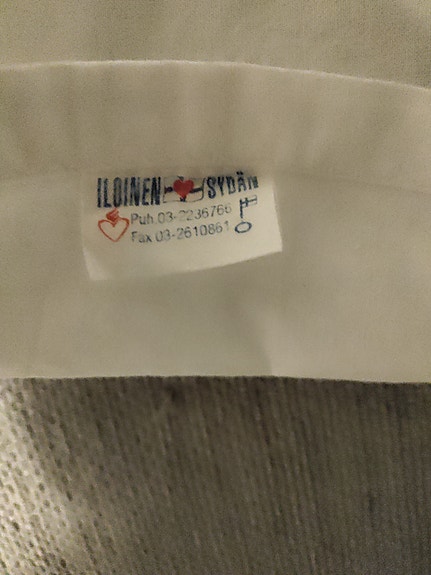 ILOINEN SYDÄN
Puh.03-2236766
Fax 03-2610861